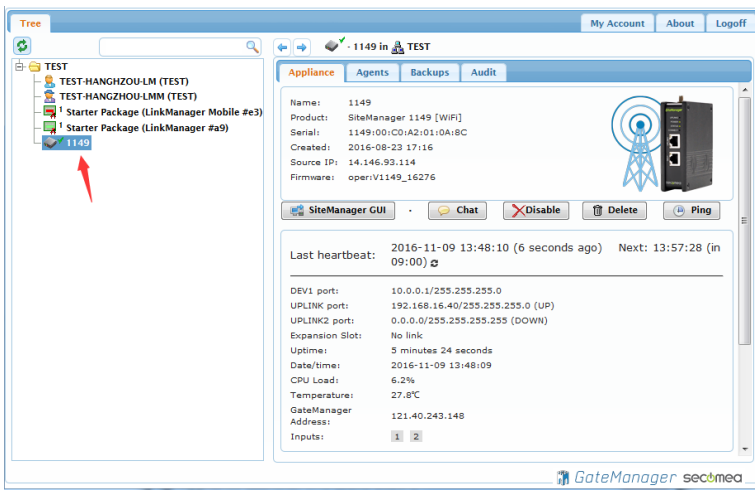 Tree
My Account About Logoff
· 1149 in TEST
TEST
TEST-HANGHZOU-LM (TEST)
TEST-HANGZHOU-LMM (TEST)
1 Starter Package (LinkManager Mobile #e3)
1 Starter Package (LinkManager #a9)
1149
Appliance Agents Backups Audit
Name: 1149
Product: SiteManager 1149 [WiFi]
Serial: 1149:00:C0:A2:01:0A:8C
Created: 2016-08-23 17:16
Source IP: 14.146.93.114
Firmware: oper:V1149_16276
SiteManager GUI · Chat Disable Delete Ping
Last heartbeat: 2016-11-09 13:48:10 (6 seconds ago) Next: 13:57:28 (in
09:00)
DEV1 port: 10.0.0.1/255.255.255.0
UPLINK port: 192.168.16.40/255.255.255.0 (UP)
UPLINK2 port: 0.0.0.0/255.255.255.255 (DOWN)
Expansion Slot: No link
Uptime: 5 minutes 24 seconds
Date/time: 2016-11-09 13:48:09
CPU Load: 6.2%
Temperature: 27.8℃
GateManager
Address: 121.40.243.148
Inputs: 1 2
GateManager secomea